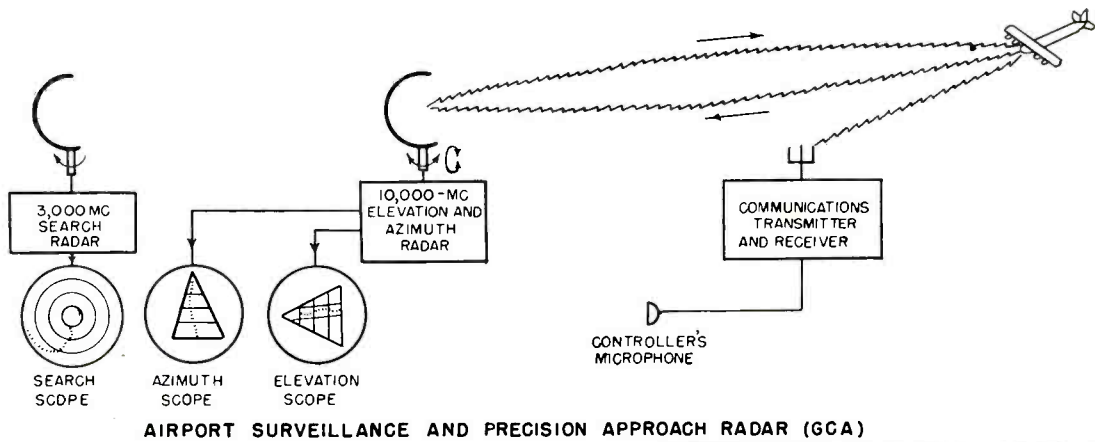 3,000 MC
SEARCH
RADAR
10,000-MC
ELEVATION AND
AZIMUTH
RADAR
COMMUNICATIONS
TRANSMITTER
AND RECEIVER
CONTROLLER'S
MICROPHONE
SEARCH
SCOPE
AZIMUTH
SCOPE
ELEVATION
SCOPE
AIRPORT SURVEILLANCE AND PRECISION APPROACH RADAR (GCA)